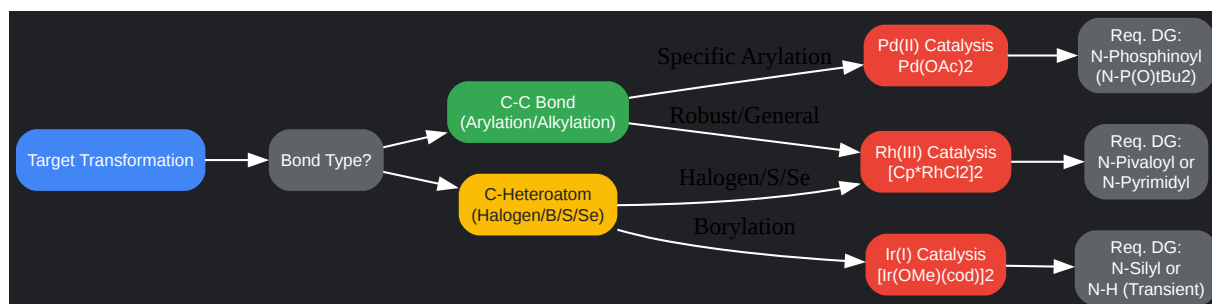 Target Transformation
Bond Type?
C-C Bond
(Arylation/Alkylation)
C-Heteroatom
(Halogen/B/S/Se)
Specific Arylation
Robust/General
Halogen/S/Se
Borylation
Pd(II) Catalysis
Pd(OAc)2
Rh(III) Catalysis
[Cp*RhCl2]2
Ir(I) Catalysis
[Ir(OMe)(cod)]2
Req. DG:
N-Phosphinoyl
(N-P(O)tBu2)
Req. DG:
N-Pivaloyl or
N-Pyrimidyl
Req. DG:
N-Silyl or
N-H (Transient)